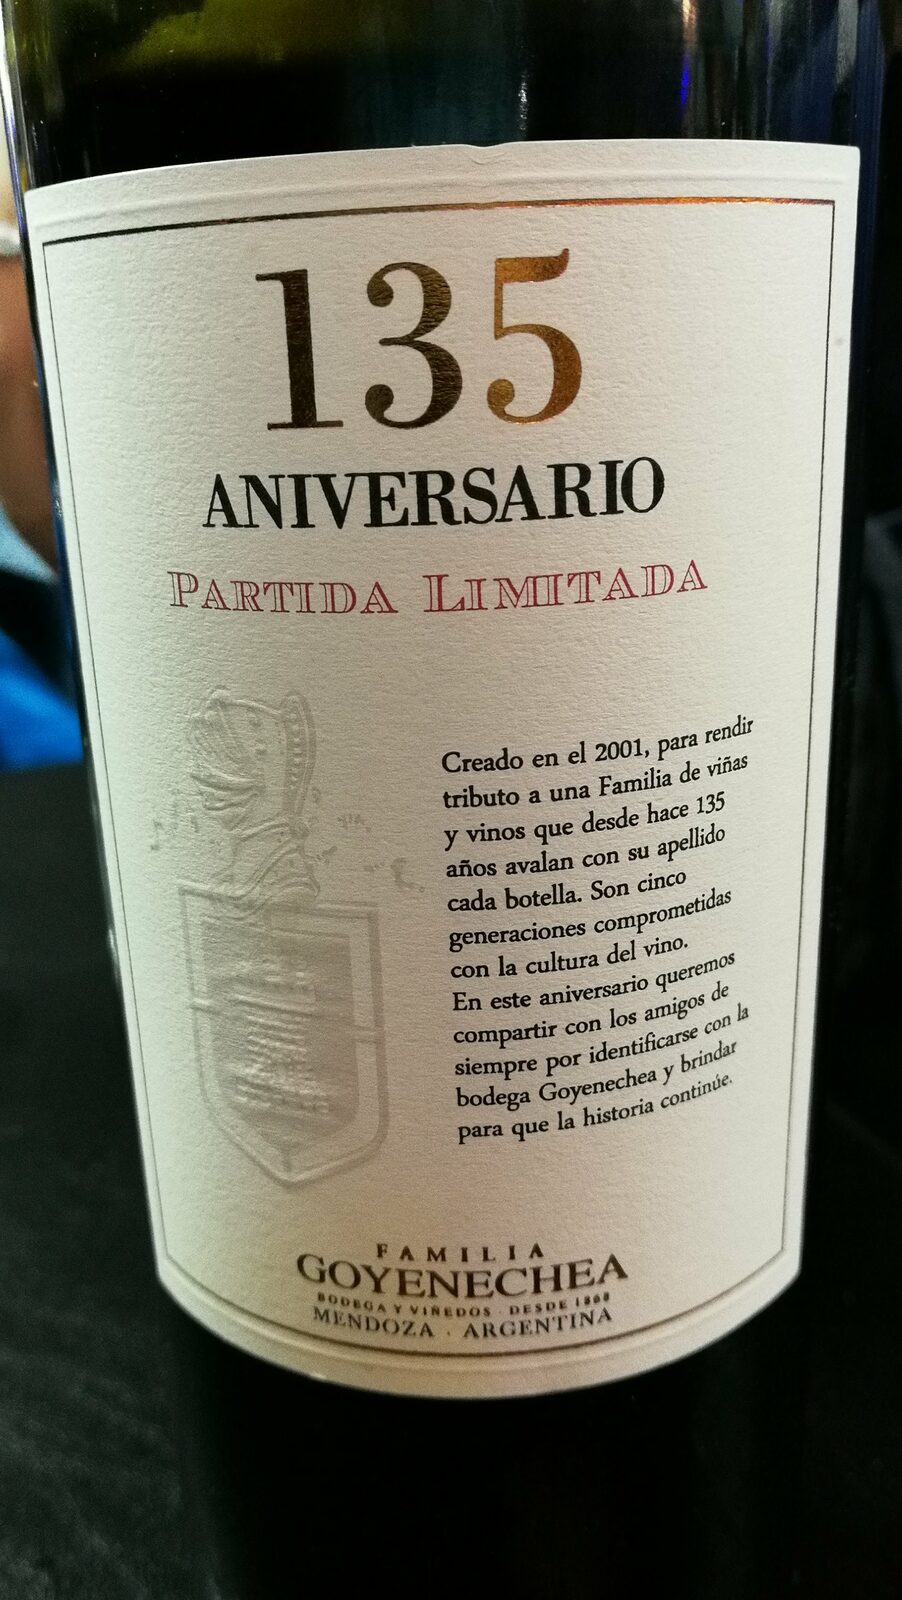 135
ANIVERSARIO
PARTIDA LIMITADA
Creado en el 2001, para rendir
tributo a una Familia de viñas
y vinos que desde hace 135
años avalan con su apellido
cada botella. Son cinco
generaciones comprometidas
con la cultura del vino.
En este aniversario queremos
compartir con los amigos de
siempre por identificarse con la
bodega Goyenechea y brindar
para que la historia continúe.
FAMILIA
GOYENECHEA
BODEGA Y VIÑEDOS · DESDE 1868
MENDOZA · ARGENTINA